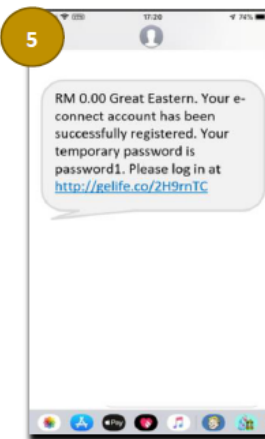 5
17:20
74%
RM 0.00 Great Eastern. Your e-
connect account has been
successfully registered. Your
temporary password is
password1. Please log in at
http://gelife.co/2H9rnTC
Pay